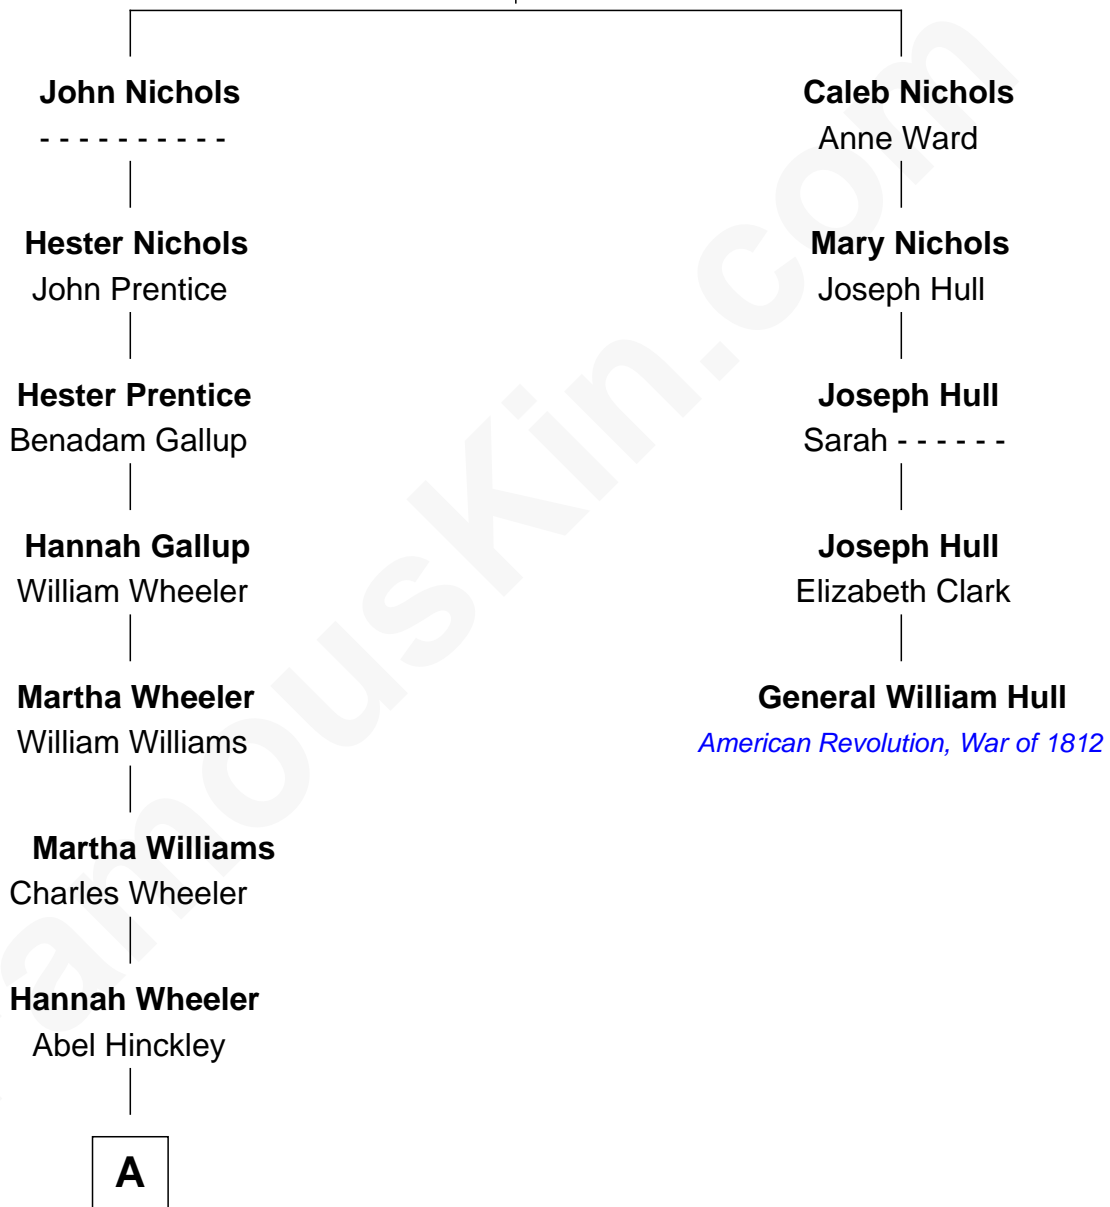 John Nichols
- - - - - - - - - -
Hester Nichols
John Prentice
Hester Prentice
Benadam Gallup
Hannah Gallup
William Wheeler
Martha Wheeler
William Williams
Martha Williams
Charles Wheeler
Hannah Wheeler
Abel Hinckley
A
Caleb Nichols
Anne Ward
Mary Nichols
Joseph Hull
Joseph Hull
Sarah - - - - - -
Joseph Hull
Elizabeth Clark
General William Hull
American Revolution, War of 1812
amousKin.com